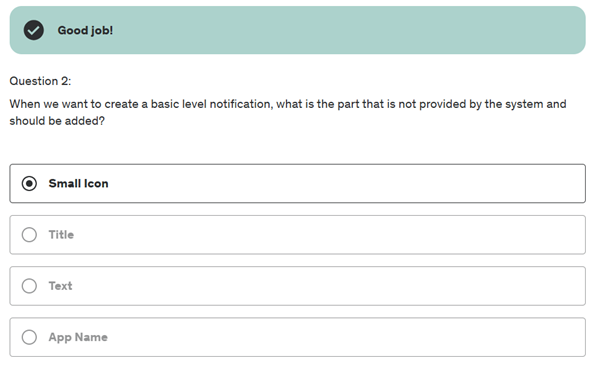 Good job!
Question 2:
When we want to create a basic level notification, what is the part that is not provided by the system and
should be added?
Small Icon
Title
Text
App Name